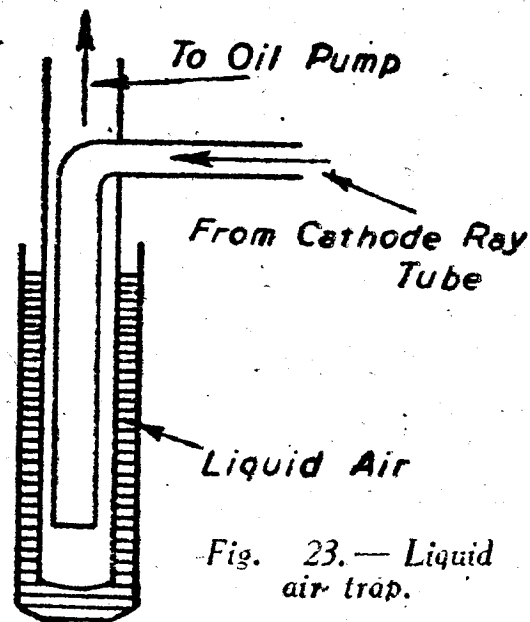 To Oil Pump
From Cathode Ray
Tube
Liquid Air
Fig. 23.— Liquid
air trap.